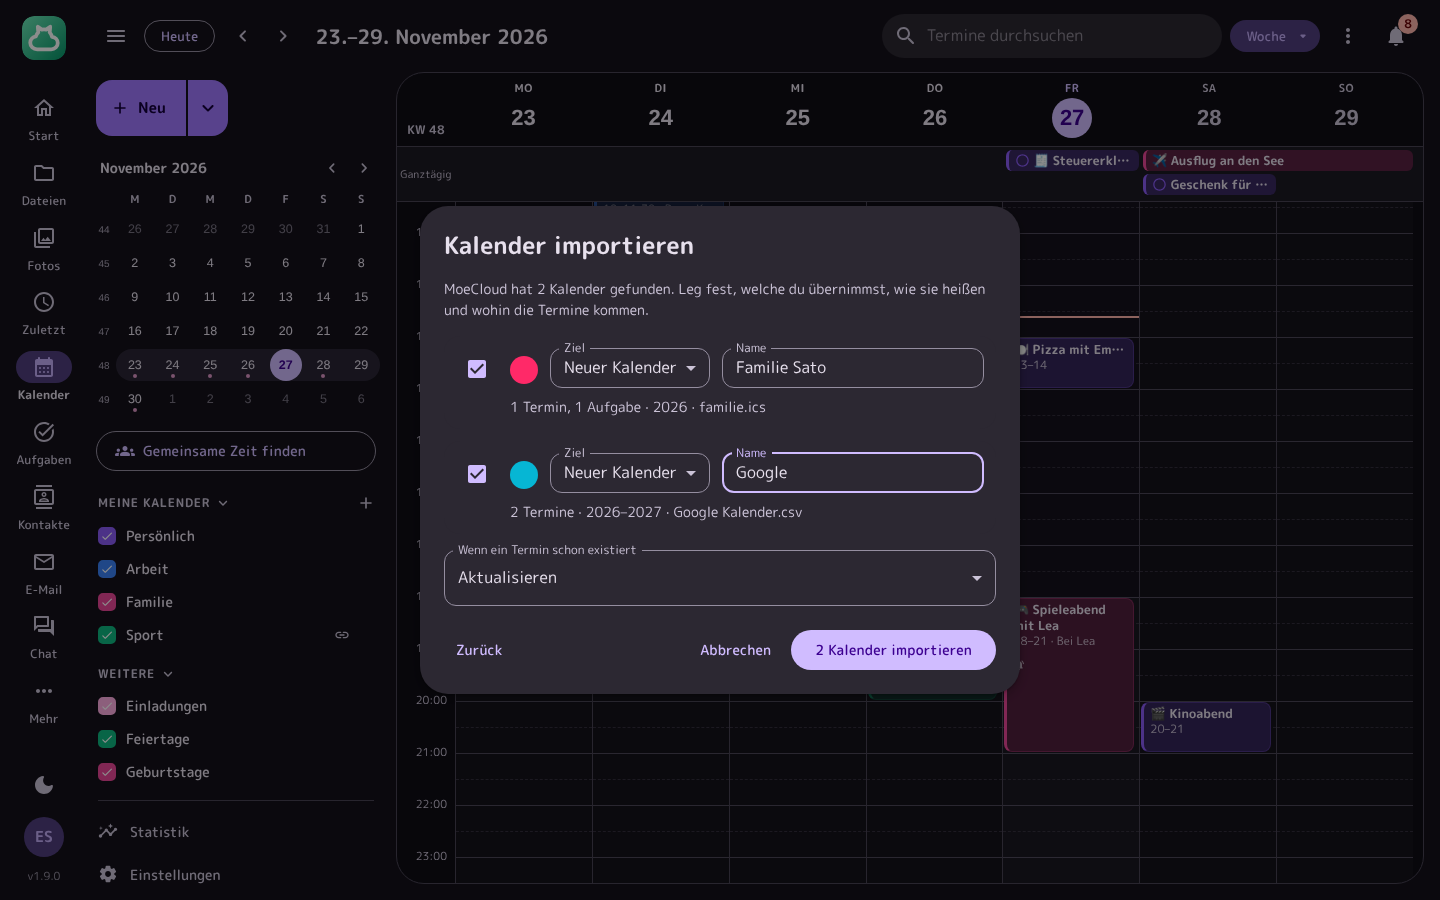 Heute
23.–29. November 2026
Termine durchsuchen
Woche
8
Start
Dateien
Fotos
Zuletzt
Kalender
Aufgaben
Kontakte
E-Mail
Chat
Mehr
ES
v1.9.0
Neu
November 2026
M D M D F S S
44 26 27 28 29 30 31 1
45 2 3 4 5 6 7 8
46 9 10 11 12 13 14 15
47 16 17 18 19 20 21 22
48 23 24 25 26 27 28 29
49 30 1 2 3 4 5 6
Gemeinsame Zeit finden
MEINE KALENDER
Persönlich
Arbeit
Familie
Sport
WEITERE
Einladungen
Feiertage
Geburtstage
Statistik
Einstellungen
KW 48
MO DI MI DO FR SA SO
23 24 25 26 27 28 29
Ganztägig
Steuererkl…
Ausflug an den See
Geschenk für …
Kalender importieren
MoeCloud hat 2 Kalender gefunden. Leg fest, welche du übernimmst, wie sie heißen
und wohin die Termine kommen.
Ziel
Neuer Kalender
Name
Familie Sato
1 Termin, 1 Aufgabe · 2026 · familie.ics
Ziel
Neuer Kalender
Name
Google
2 Termine · 2026–2027 · Google Kalender.csv
Wenn ein Termin schon existiert
Aktualisieren
Zurück
Abbrechen
2 Kalender importieren
Pizza mit Em…
3–14
Spieleabend
mit Lea
8–21 · Bei Lea
Kinoabend
20–21
20:00
21:00
22:00
23:00